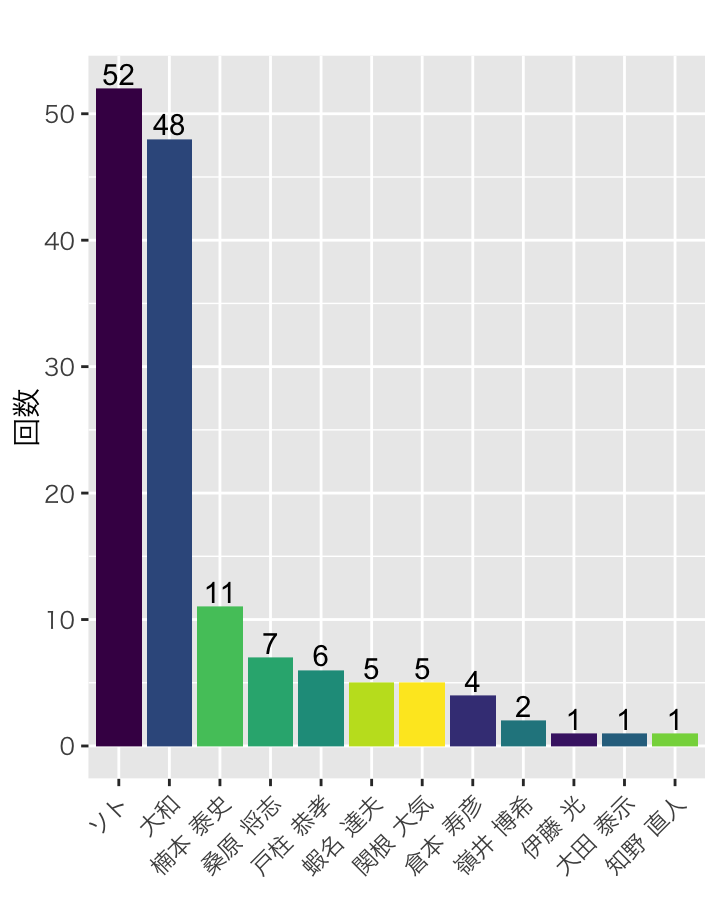 回数
50
40
30
20
10
0
52
48
11
7
6
5
5
4
2
1
1
1
ソト
大和
楠本 泰史
桑原 将志
戸柱 恭孝
蝦名 達夫
関根 大気
倉本 寿彦
嶺井 博希
伊藤 光
大田 泰示
知野 直人